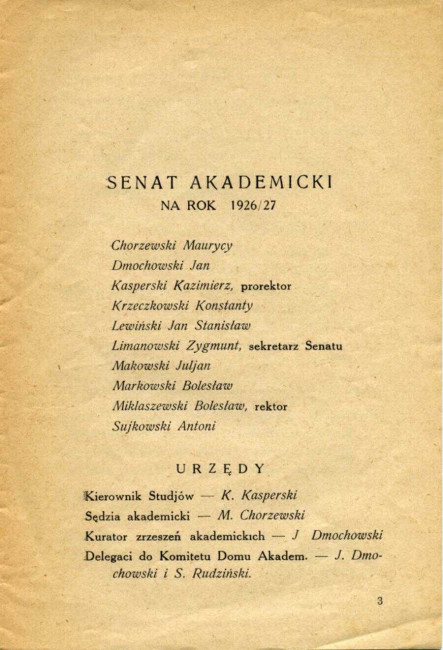 SENAT AKADEMICKI
NA ROK 1926/27
Chorzewski Maurycy
Dmochowski Jan
Kasperski Kazimierz, prorektor
Krzeczkowski Konstanty
Lewiński Jan Stanisław
Limanowski Zygmunt, sekretarz Senatu
Makowski Juljan
Markowski Bolesław
Miklaszewski Bolesław, rektor
Sujkowski Antoni
URZĘDY
Kierownik Studjów — K. Kasperski
Sędzia akademicki — M. Chorzewski
Kurator zrzeszeń akademickich — J Dmochowski
Delegaci do Komitetu Domu Akadem. — J. Dmo-
chowski i S. Rudziński.
3